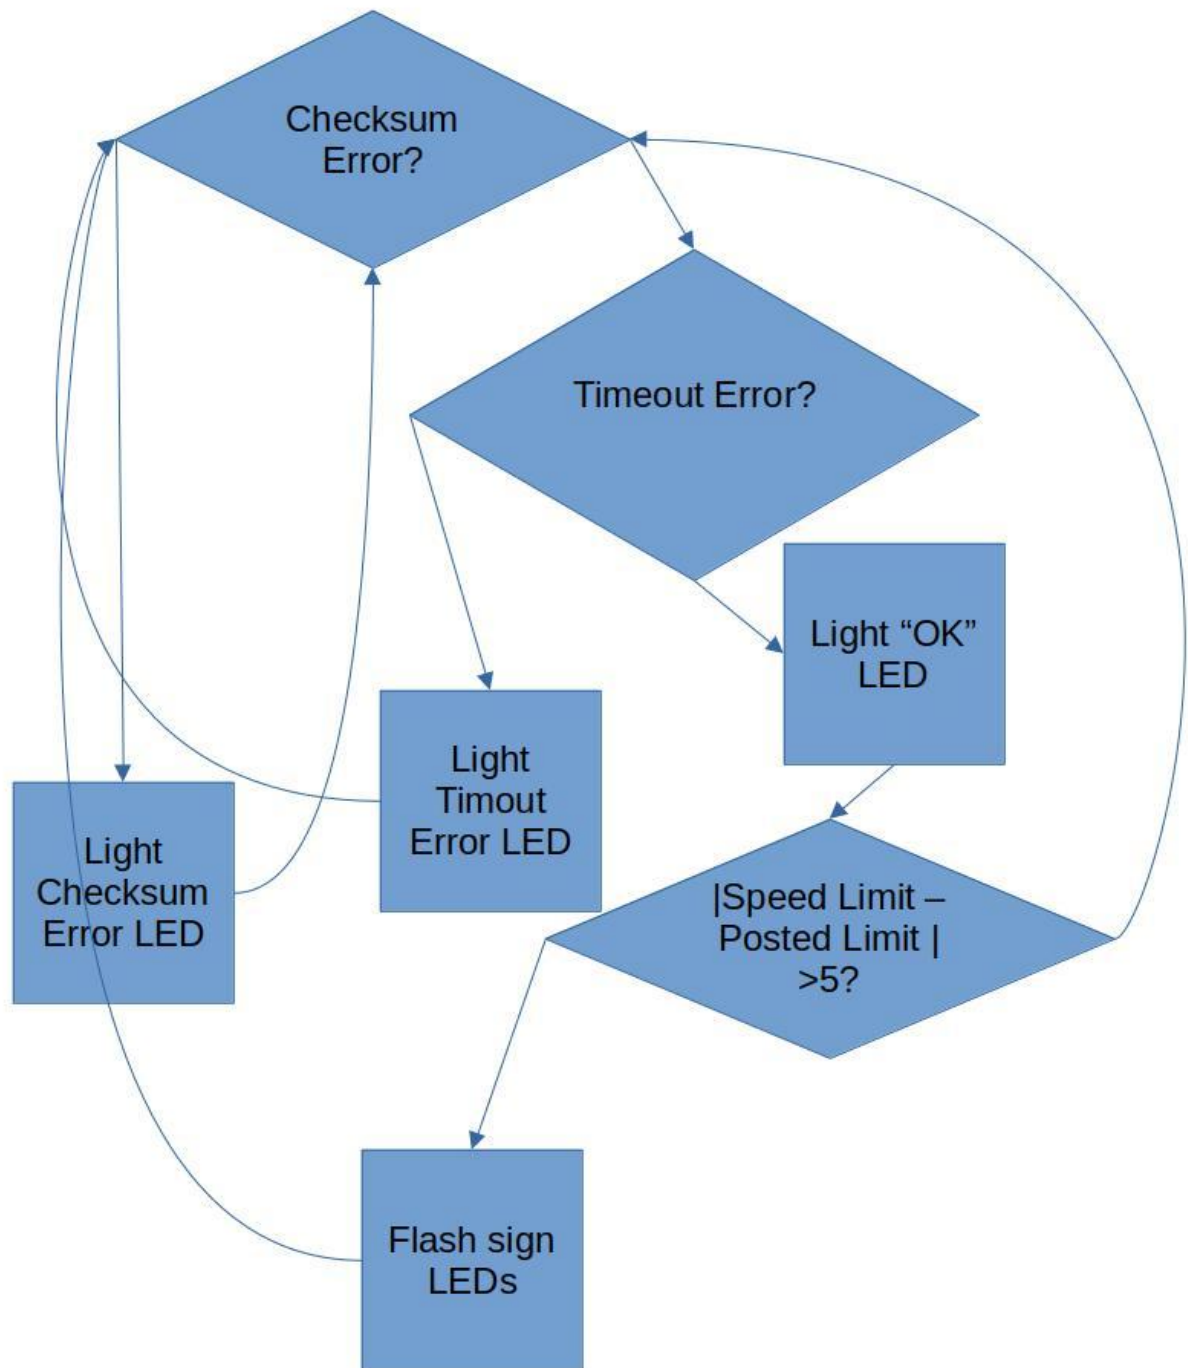 Checksum
Error?
Timeout Error?
Light “OK”
LED
Light
Timout
Error LED
Light
Checksum
Error LED
|Speed Limit –
Posted Limit |
>5?
Flash sign
LEDs